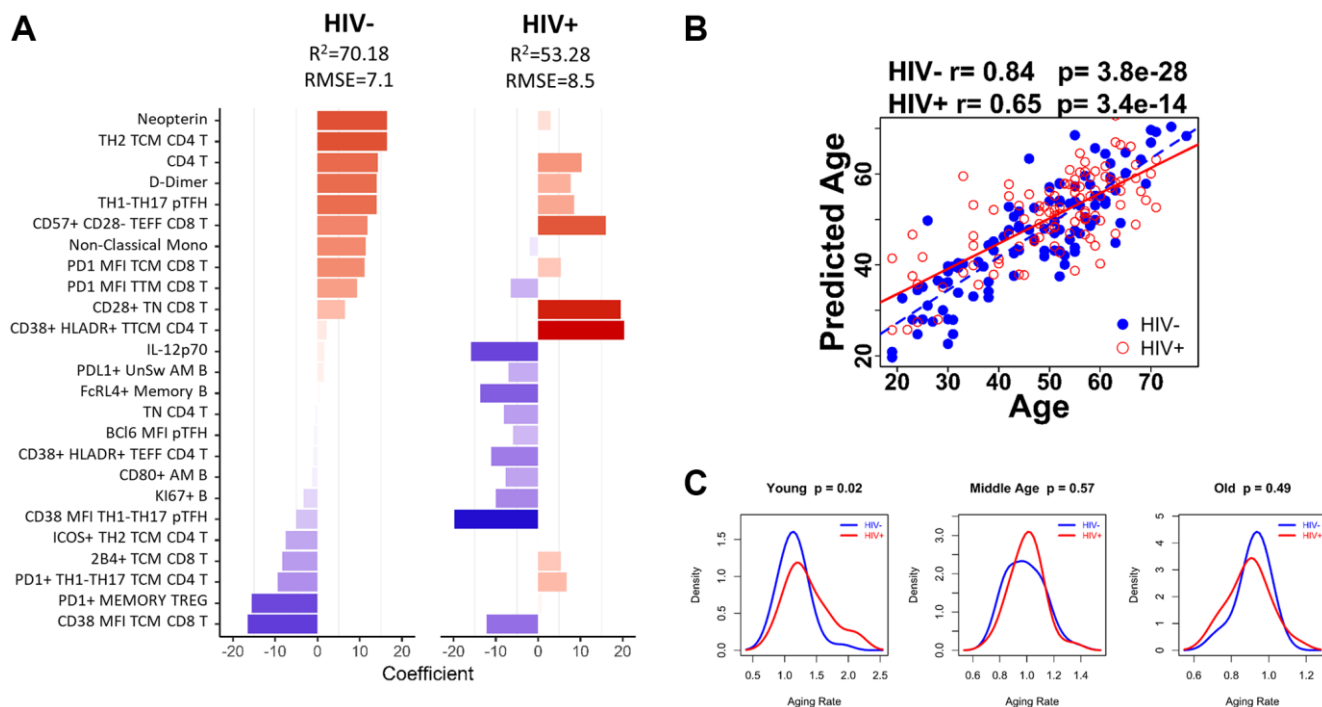 A
HIV-
R²=70.18
RMSE=7.1
HIV+
R²=53.28
RMSE=8.5
Neopterin
TH2 TCM CD4 T
CD4 T
D-Dimer
TH1-TH17 pTFH
CD57+ CD28- TEFF CD8 T
Non-Classical Mono
PD1 MFI TCM CD8 T
PD1 MFI TTM CD8 T
CD28+ TN CD8 T
CD38+ HLADR+ TTCM CD4 T
IL-12p70
PDL1+ UnSw AM B
FcRL4+ Memory B
TN CD4 T
BCl6 MFI pTFH
CD38+ HLADR+ TEFF CD4 T
CD80+ AM B
KI67+ B
CD38 MFI TH1-TH17 pTFH
ICOS+ TH2 TCM CD4 T
2B4+ TCM CD8 T
PD1+ TH1-TH17 TCM CD4 T
PD1+ MEMORY TREG
CD38 MFI TCM CD8 T
-20 -10 0 10 20
-20 -10 0 10 20
Coefficient
B
HIV- r= 0.84 p= 3.8e-28
HIV+ r= 0.65 p= 3.4e-14
Predicted Age
60
40
20
HIV-
HIV+
20 30 40 50 60 70
Age
C
Young p = 0.02
HIV-
HIV+
Density
1.5
1.0
0.5
0.0
0.5 1.0 1.5 2.0 2.5
Aging Rate
Middle Age p = 0.57
HIV-
HIV+
Density
3.0
2.0
1.0
0.0
0.6 0.8 1.0 1.2 1.4
Aging Rate
Old p = 0.49
HIV-
HIV+
Density
5
4
3
2
1
0
0.6 0.8 1.0 1.2
Aging Rate